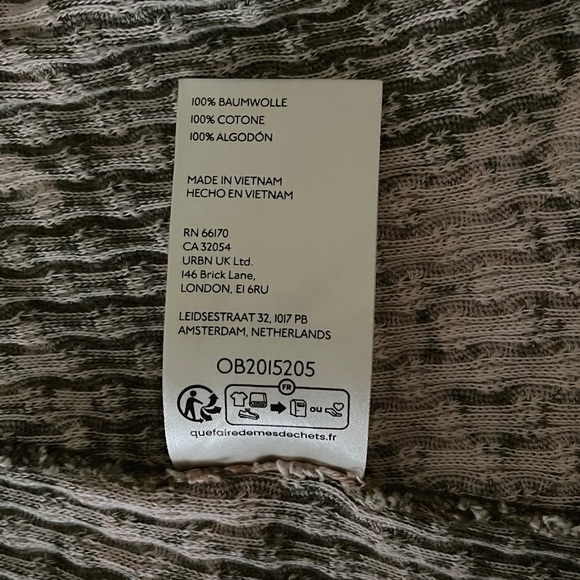 100% BAUMWOLLE
100% COTONE
100% ALGODÓN
MADE IN VIETNAM
HECHO EN VIETNAM
RN 66170
CA 32054
URBN UK Ltd.
146 Brick Lane,
LONDON, E1 6RU
LEIDSESTRAAT 32, 1017 PB
AMSTERDAM, NETHERLANDS
OB2015205
FR
ou
quefairedemesdechets.fr